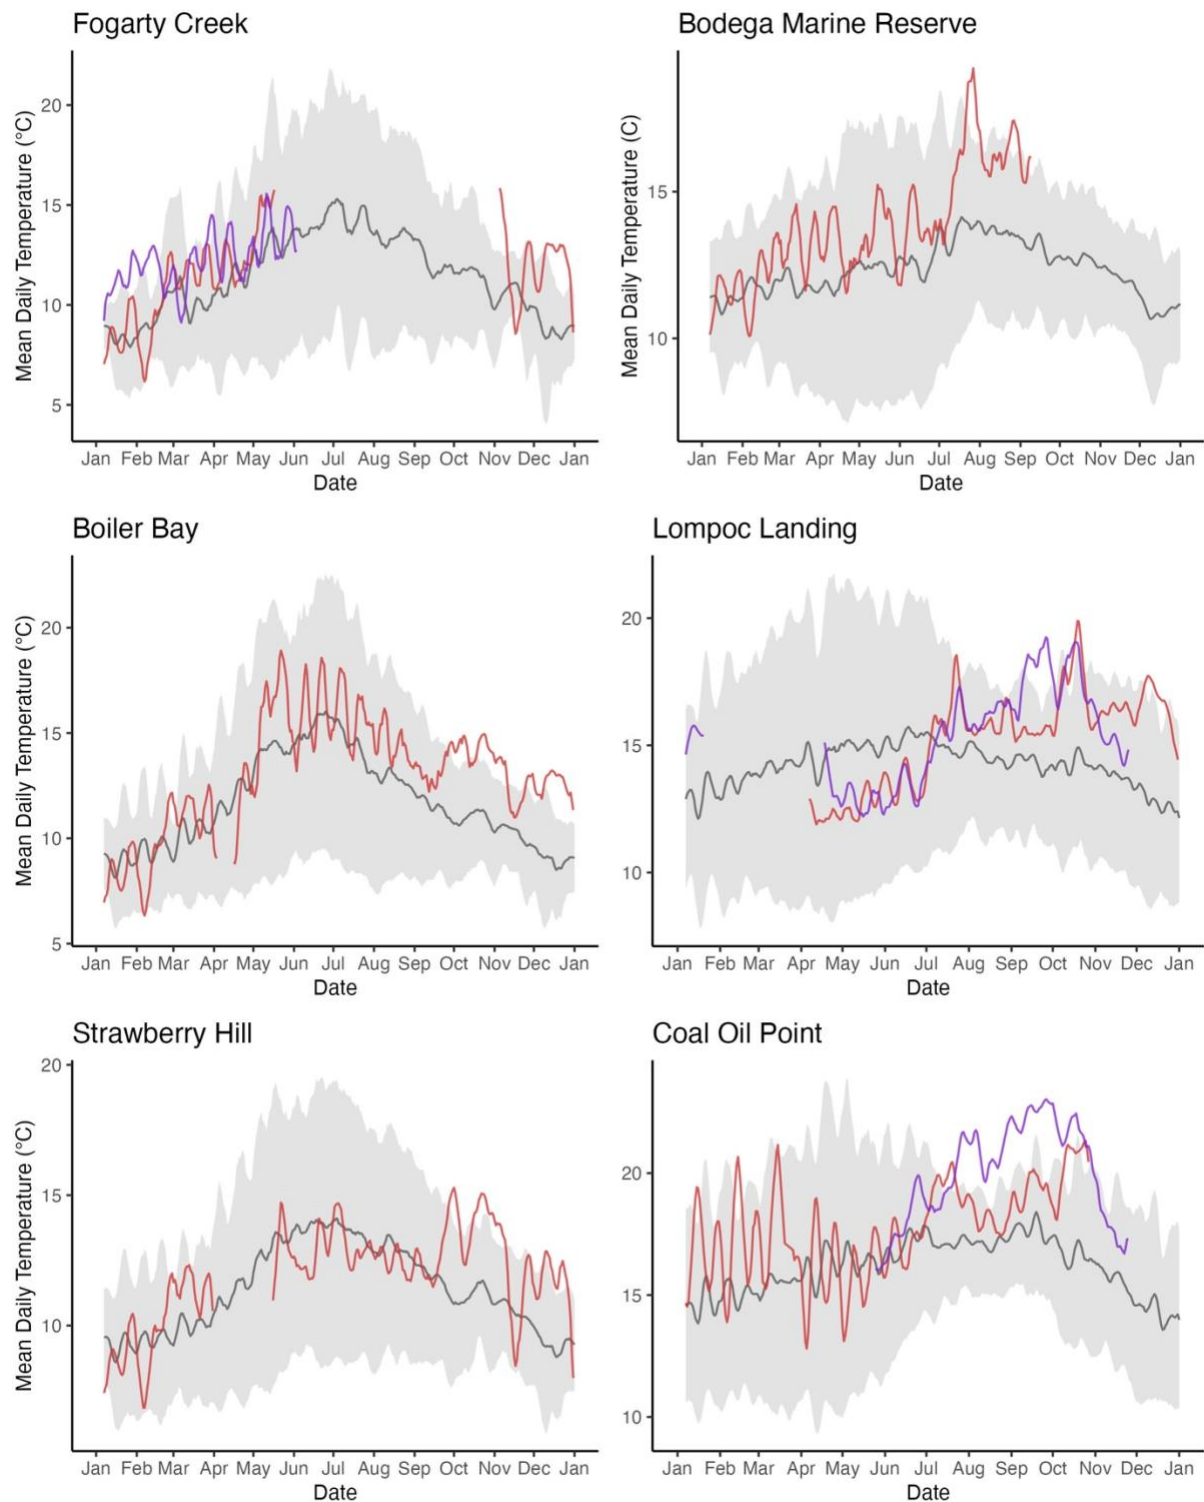 Fogarty Creek
Mean Daily Temperature (°C)
20
15
10
5
Jan Feb Mar Apr May Jun Jul Aug Sep Oct Nov Dec Jan
Date
Bodega Marine Reserve
Mean Daily Temperature (C)
15
10
Jan Feb Mar Apr May Jun Jul Aug Sep Oct Nov Dec Jan
Date
Boiler Bay
Mean Daily Temperature (°C)
20
15
10
5
Jan Feb Mar Apr May Jun Jul Aug Sep Oct Nov Dec Jan
Date
Lompoc Landing
20
15
10
Jan Feb Mar Apr May Jun Jul Aug Sep Oct Nov Dec Jan
Date
Strawberry Hill
Mean Daily Temperature (°C)
20
15
10
Jan Feb Mar Apr May Jun Jul Aug Sep Oct Nov Dec Jan
Date
Coal Oil Point
20
15
10
Jan Feb Mar Apr May Jun Jul Aug Sep Oct Nov Dec Jan
Date